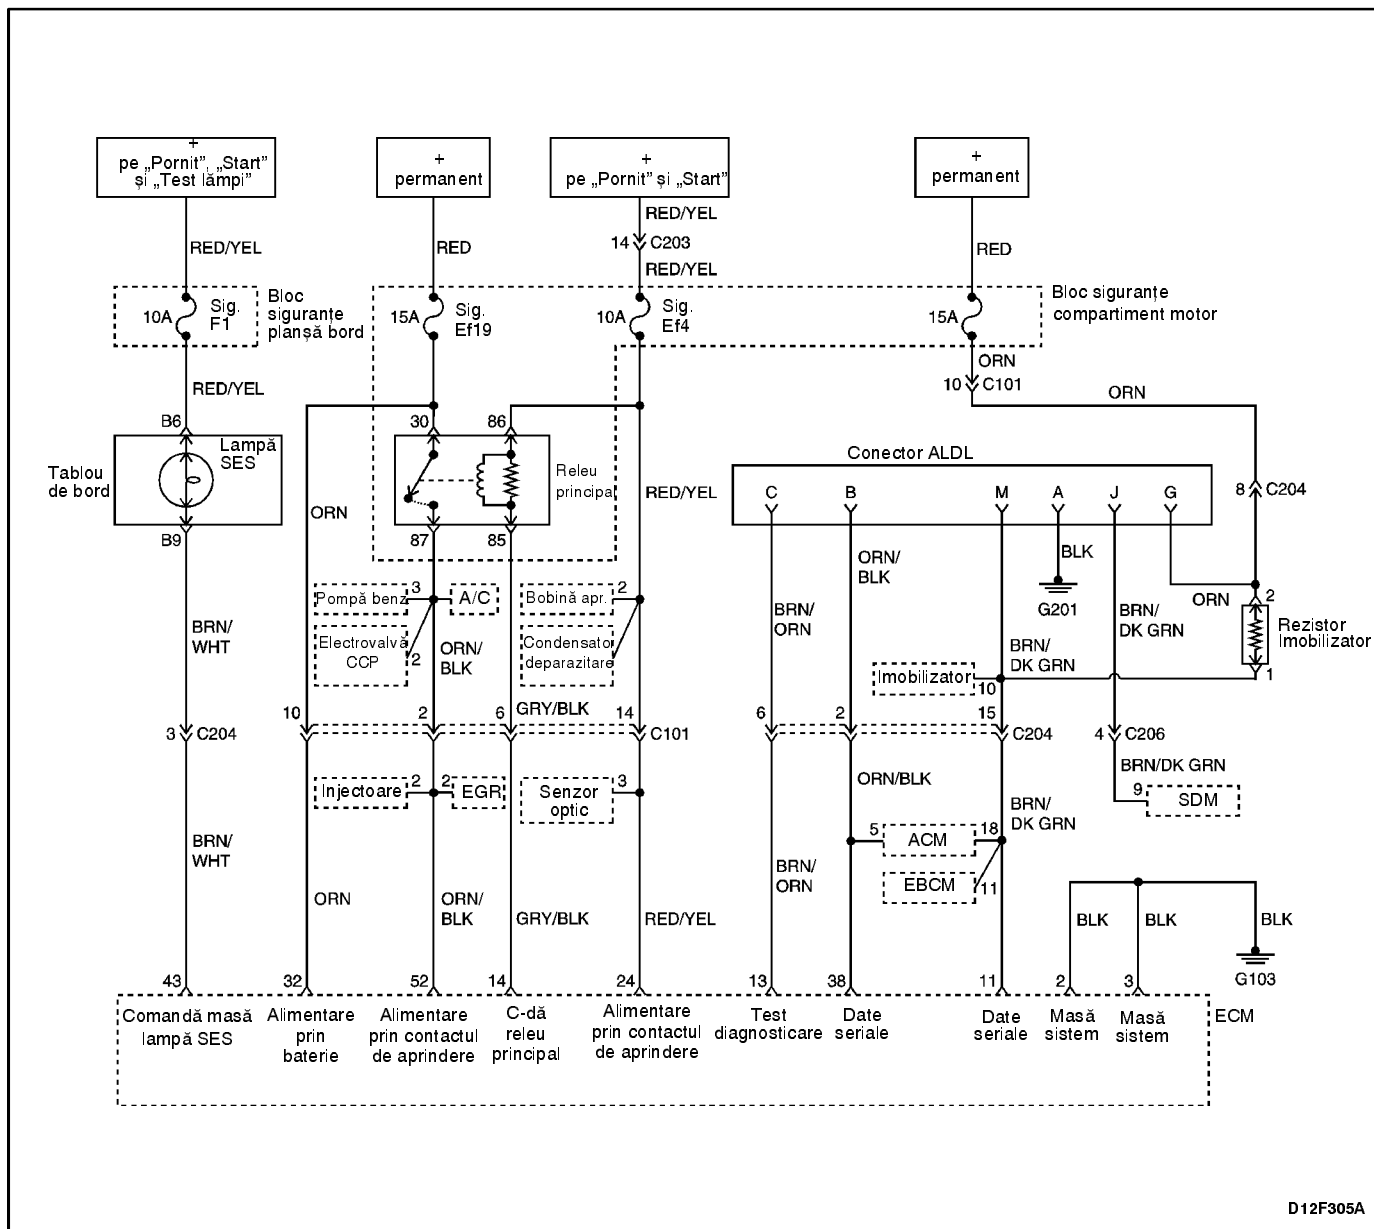 +
pe „Pornit”, „Start”
și „Test lămpi”
+
permanent
+
pe „Pornit” și „Start”
+
permanent
RED/YEL
14
C203
RED/YEL
RED
RED/YEL
RED
10A
Sig.
F1
Bloc
siguranțe
planșă bord
15A
Sig.
Ef19
10A
Sig.
Ef4
15A
Bloc siguranțe
compartiment motor
RED/YEL
ORN
10
C101
ORN
B6
30
86
Tablou
de bord
Lampă
SES
Releu
principal
B9
87
85
ORN
RED/YEL
Conector ALDL
C
B
M
A
J
G
8
C204
BLK
G201
ORN/
BLK
ORN
2
Rezistor
Imobilizator
1
Pompă benz
3
A/C
Electrovalvă
CCP
2
ORN/
BLK
Bobină apr.
2
Condensato
deparazitare
BRN/
WHT
BRN/
ORN
BRN/
DK GRN
BRN/
DK GRN
Imobilizator
10
GRY/BLK
3
C204
10
2
6
14
C101
6
2
15
C204
4
C206
Injectoare
2
2
EGR
Senzor
optic
3
ORN/BLK
BRN/DK GRN
9
SDM
BRN/
DK GRN
5
ACM
18
EBCM
11
BRN/
WHT
ORN
ORN/
BLK
GRY/BLK
RED/YEL
BRN/
ORN
BLK
BLK
BLK
G103
43
32
52
14
24
13
38
11
2
3
ECM
Comandă masă
lampă SES
Alimentare
prin
baterie
Alimentare
prin contactul
de aprindere
C-dă
releu
principal
Alimentare
prin contactul
de aprindere
Test
diagnosticare
Date
seriale
Date
seriale
Masă
sistem
Masă
sistem
D12F305A